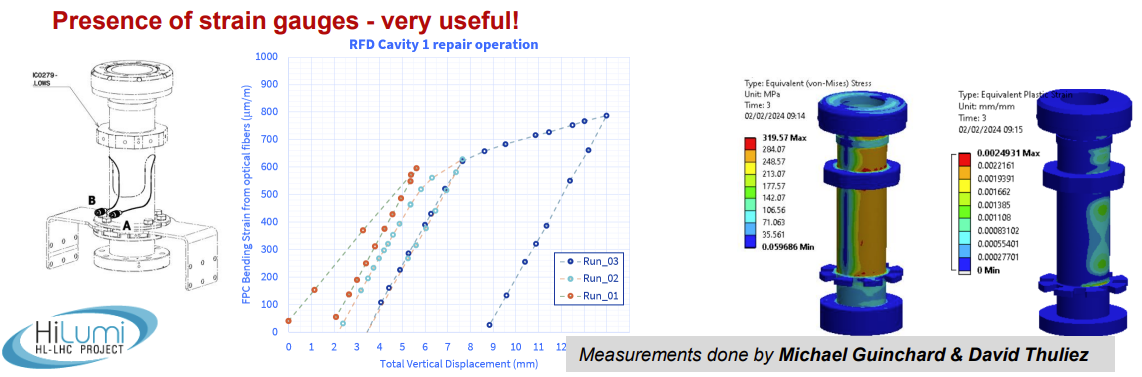 Presence of strain gauges - very useful!
IC0279-
.LOWS
B
A
HiLumi
HL-LHC PROJECT
RFD Cavity 1 repair operation
FPC Bending Strain from optical fibers (μm/m)
1000
900
800
700
600
500
400
300
200
100
0
0 1 2 3 4 5 6 7 8 9 10 11 12
Total Vertical Displacement (mm)
Run_03
Run_02
Run_01
Type: Equivalent (von-Mises) Stress
Unit: MPa
Time: 3
02/02/2024 09:14
319.57 Max
284.07
248.57
213.07
177.57
142.07
106.56
71.063
35.561
0.059686 Min
Type: Equivalent Plastic Strain
Unit: mm/mm
Time: 3
02/02/2024 09:15
0.0024931 Max
0.0022161
0.0019391
0.001662
0.001385
0.001108
0.00083102
0.00055401
0.00027701
0 Min
Measurements done by Michael Guinchard & David Thuliez